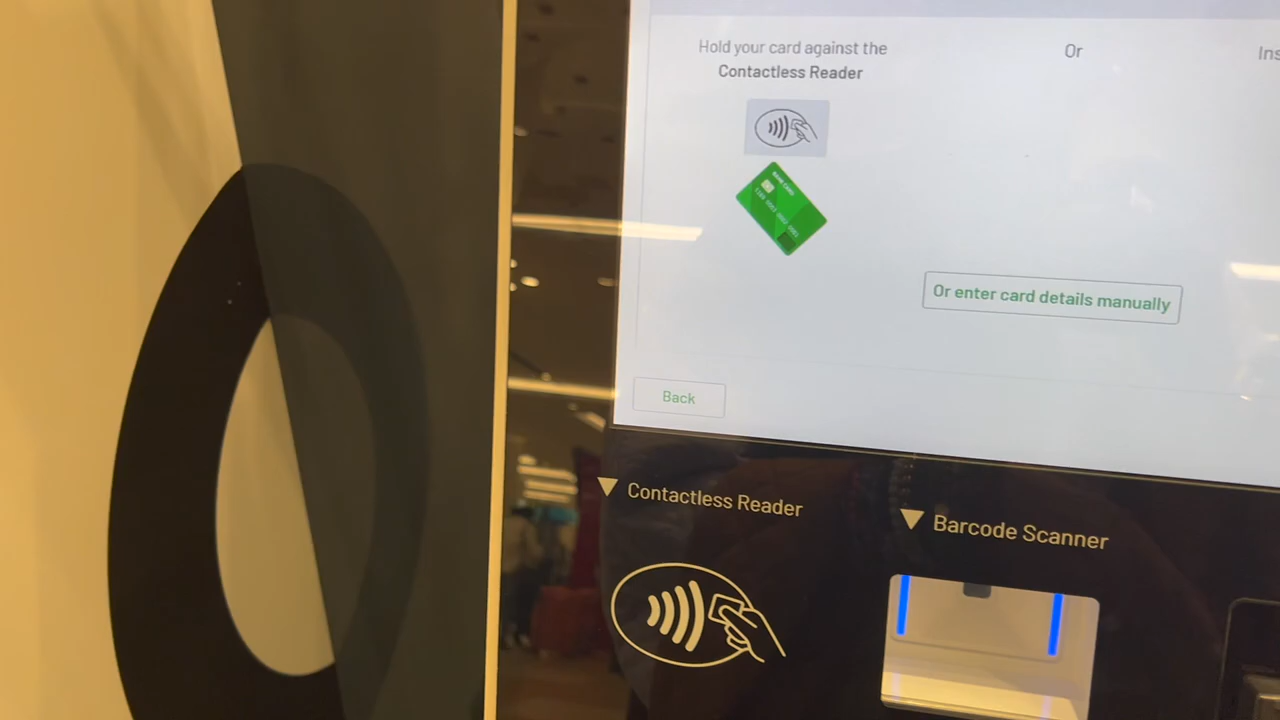 Hold your card against the
Contactless Reader
Or
Or enter card details manually
Back
Contactless Reader
Barcode Scanner